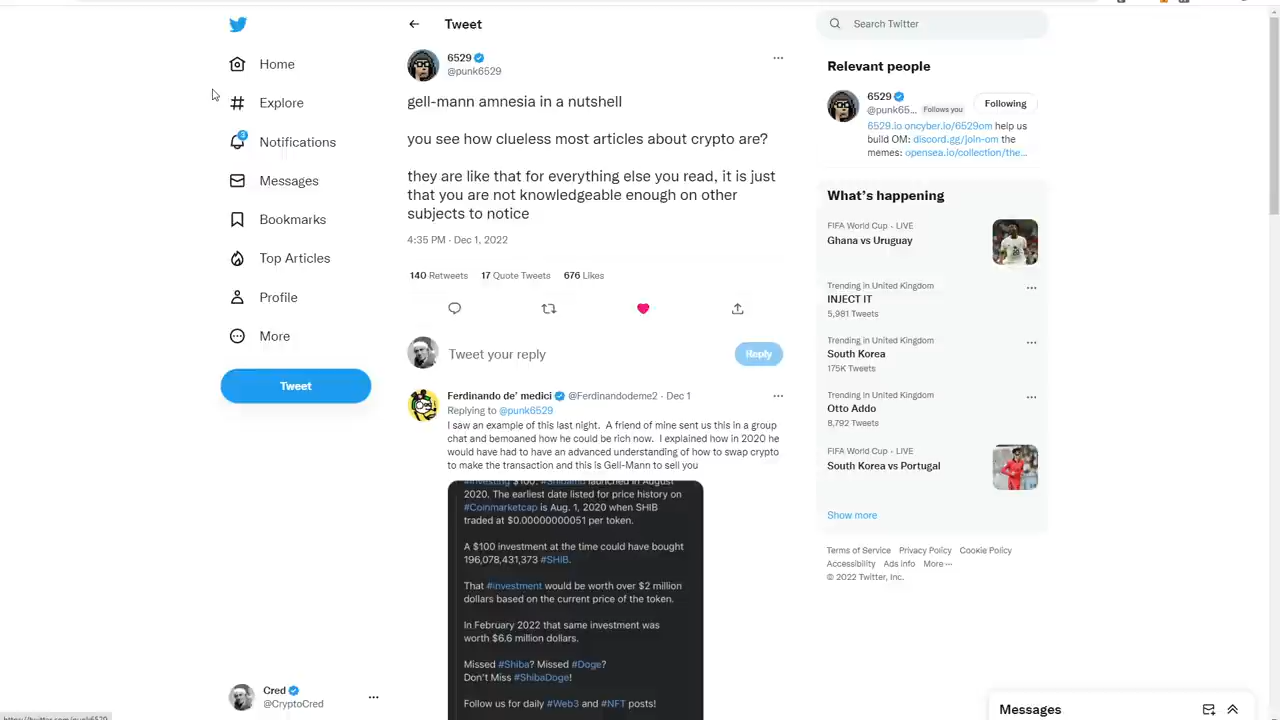 Home
Explore
3
Notifications
Messages
Bookmarks
Top Articles
Profile
More
Tweet
Cred
@CryptoCred
https://twitter.com/punk6529
Tweet
6529
@punk6529
gell-mann amnesia in a nutshell
you see how clueless most articles about crypto are?
they are like that for everything else you read, it is just
that you are not knowledgeable enough on other
subjects to notice
4:35 PM · Dec 1, 2022
140 Retweets 17 Quote Tweets 676 Likes
Tweet your reply
Reply
Ferdinando de' medici @Ferdinandodeme2 · Dec 1
Replying to @punk6529
I saw an example of this last night. A friend of mine sent us this in a group
chat and bemoaned how he could be rich now. I explained how in 2020 he
would have had to have an advanced understanding of how to swap crypto
to make the transaction and this is Gell-Mann to sell you
#investing $100. #ShibaInu launched in August
2020. The earliest date listed for price history on
#Coinmarketcap is Aug. 1, 2020 when SHIB
traded at $0.00000000051 per token.
A $100 investment at the time could have bought
196,078,431,373 #SHIB.
That #investment would be worth over $2 million
dollars based on the current price of the token.
In February 2022 that same investment was
worth $6.6 million dollars.
Missed #Shiba? Missed #Doge?
Don't Miss #ShibaDoge!
Follow us for daily #Web3 and #NFT posts!
Search Twitter
Relevant people
6529
@punk65... Follows you
Following
6529.io oncyber.io/6529om help us
build OM: discord.gg/join-om the
memes: opensea.io/collection/the...
What's happening
FIFA World Cup · LIVE
Ghana vs Uruguay
Trending in United Kingdom
INJECT IT
5,981 Tweets
Trending in United Kingdom
South Korea
175K Tweets
Trending in United Kingdom
Otto Addo
8,792 Tweets
FIFA World Cup · LIVE
South Korea vs Portugal
Show more
Terms of Service Privacy Policy Cookie Policy
Accessibility Ads info More ···
© 2022 Twitter, Inc.
Messages